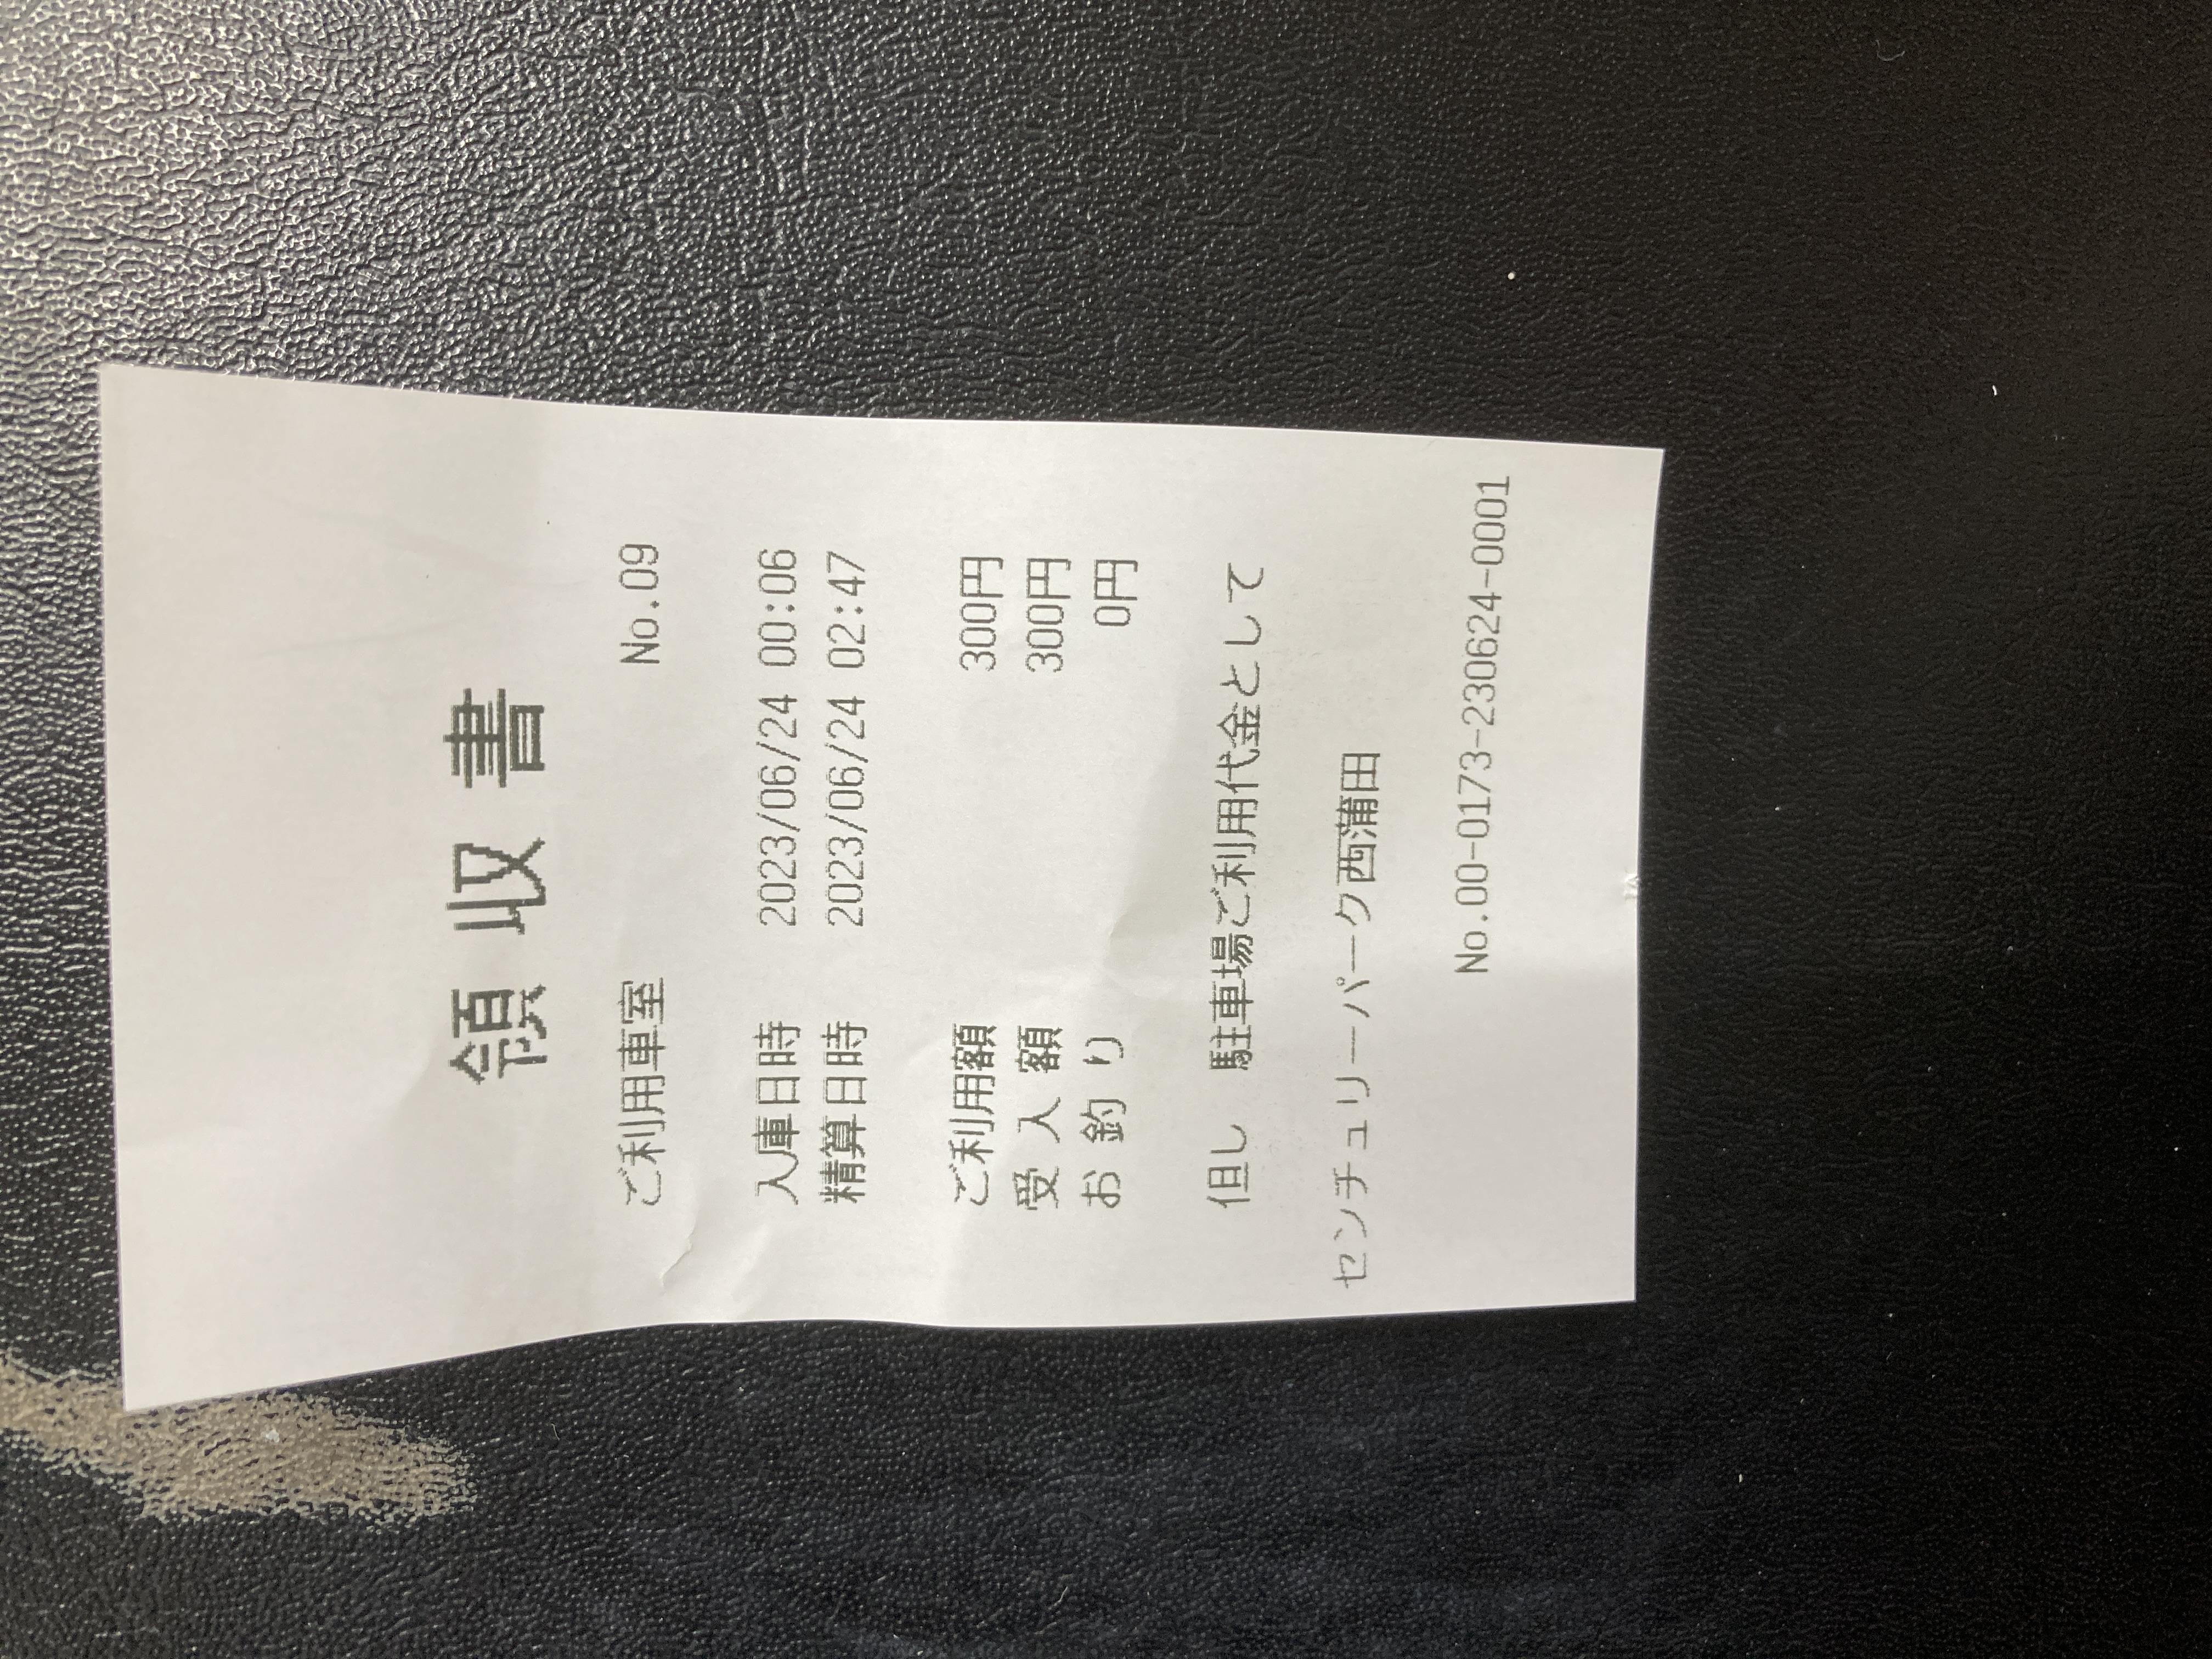 領収書
ご利用車室 No.09
入庫日時 2023/06/24 00:06
精算日時 2023/06/24 02:47
ご利用額 300円
受入額 300円
お釣り 0円
但し 駐車場ご利用代金として
センチュリーパーク西蒲田
No.00-0173-230624-0001